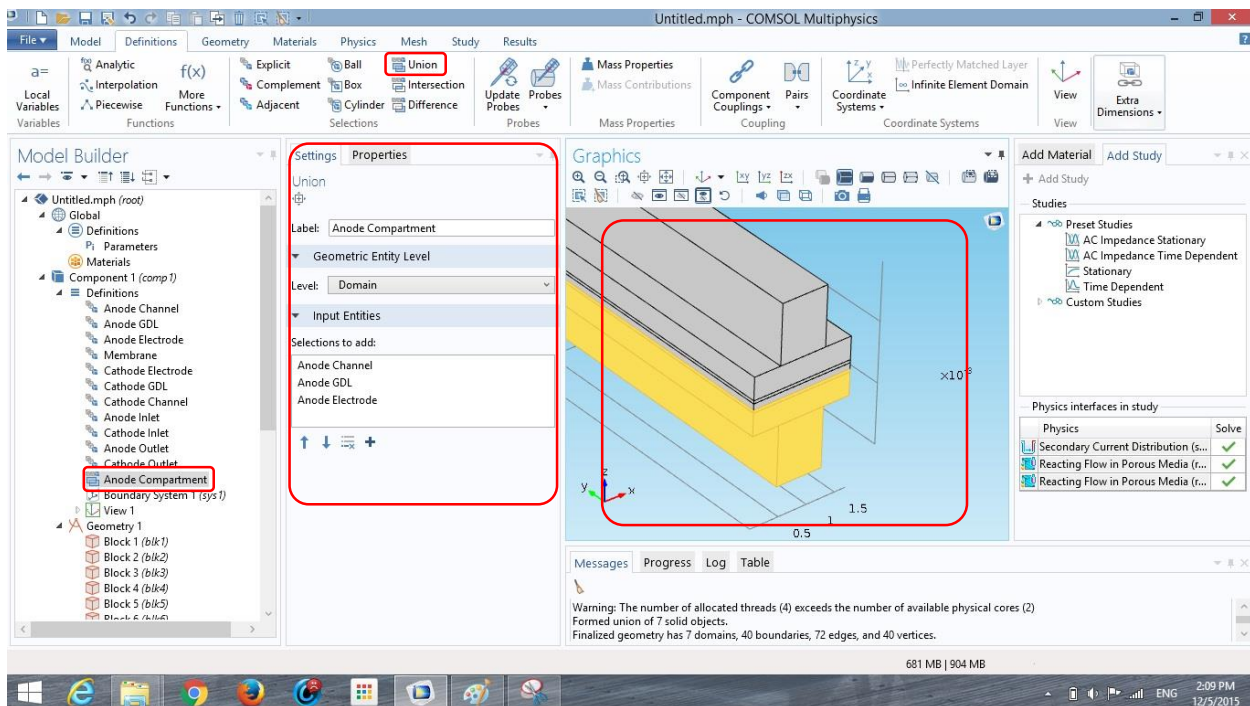 Untitled.mph - COMSOL Multiphysics
File Model Definitions Geometry Materials Physics Mesh Study Results
a=
Local
Variables
Variables
Analytic
Interpolation
Piecewise
f(x)
More
Functions
Functions
Explicit
Complement
Adjacent
Ball
Box
Cylinder
Union
Intersection
Difference
Selections
Update
Probes
Probes
Probes
Mass Properties
Mass Contributions
Mass Properties
Component
Couplings
Pairs
Coupling
Coordinate
Systems
Perfectly Matched Layer
Infinite Element Domain
Coordinate Systems
View
View
Extra
Dimensions
Model Builder
Untitled.mph (root)
Global
Definitions
Pi Parameters
Materials
Component 1 (comp1)
Definitions
Anode Channel
Anode GDL
Anode Electrode
Membrane
Cathode Electrode
Cathode GDL
Cathode Channel
Anode Inlet
Cathode Inlet
Anode Outlet
Cathode Outlet
Anode Compartment
Boundary System 1 (sys1)
View 1
Geometry 1
Block 1 (blk1)
Block 2 (blk2)
Block 3 (blk3)
Block 4 (blk4)
Block 5 (blk5)
Block 6 (blk6)
Settings Properties
Union
Label: Anode Compartment
Geometric Entity Level
Level: Domain
Input Entities
Selections to add:
Anode Channel
Anode GDL
Anode Electrode
Graphics
xy yz zx
×10⁻³
z
y x
1.5
1
0.5
Messages Progress Log Table
Warning: The number of allocated threads (4) exceeds the number of available physical cores (2)
Formed union of 7 solid objects.
Finalized geometry has 7 domains, 40 boundaries, 72 edges, and 40 vertices.
Add Material Add Study
+ Add Study
Studies
Preset Studies
AC Impedance Stationary
AC Impedance Time Dependent
Stationary
Time Dependent
Custom Studies
Physics interfaces in study
Physics Solve
Secondary Current Distribution (s...
Reacting Flow in Porous Media (r...
Reacting Flow in Porous Media (r...
681 MB | 904 MB
ENG
2:09 PM
12/5/2015